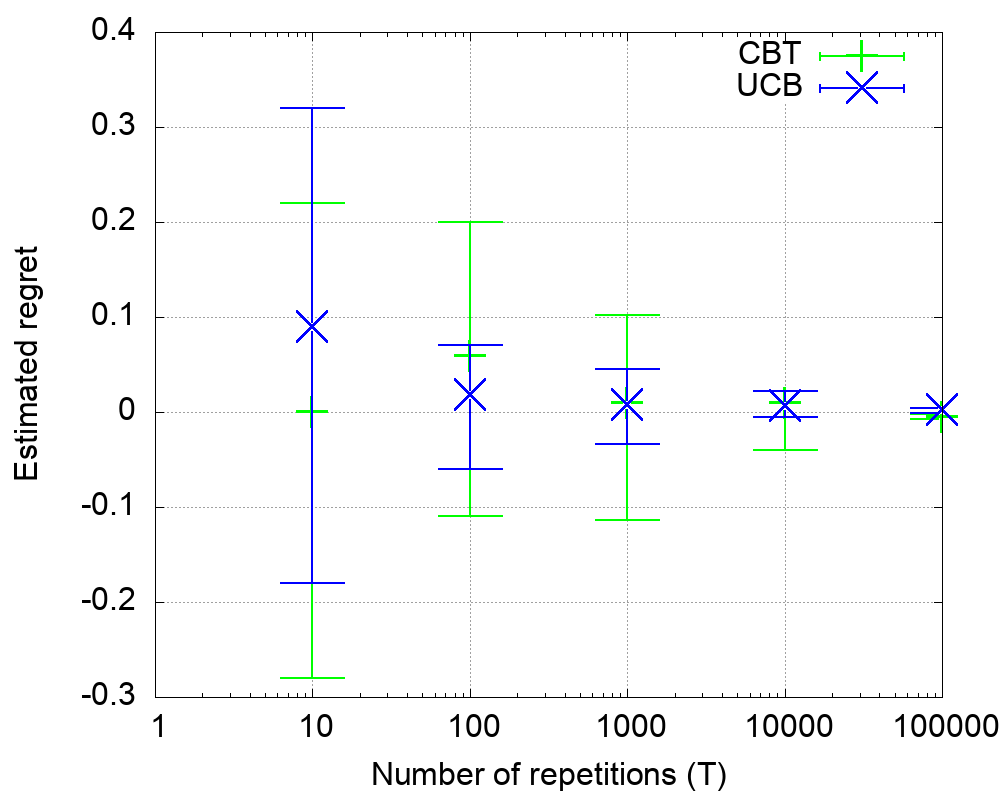 0.4
0.3
0.2
0.1
0
-0.1
-0.2
-0.3
Estimated regret
CBT
UCB
1 10 100 1000 10000 100000
Number of repetitions (T)